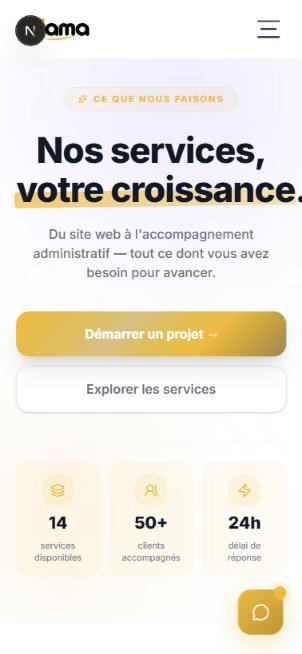 N
ama
CE QUE NOUS FAISONS
Nos services,
votre croissance.
Du site web à l'accompagnement
administratif — tout ce dont vous avez
besoin pour avancer.
Démarrer un projet →
Explorer les services
14
services
disponibles
50+
clients
accompagnés
24h
délai de
réponse